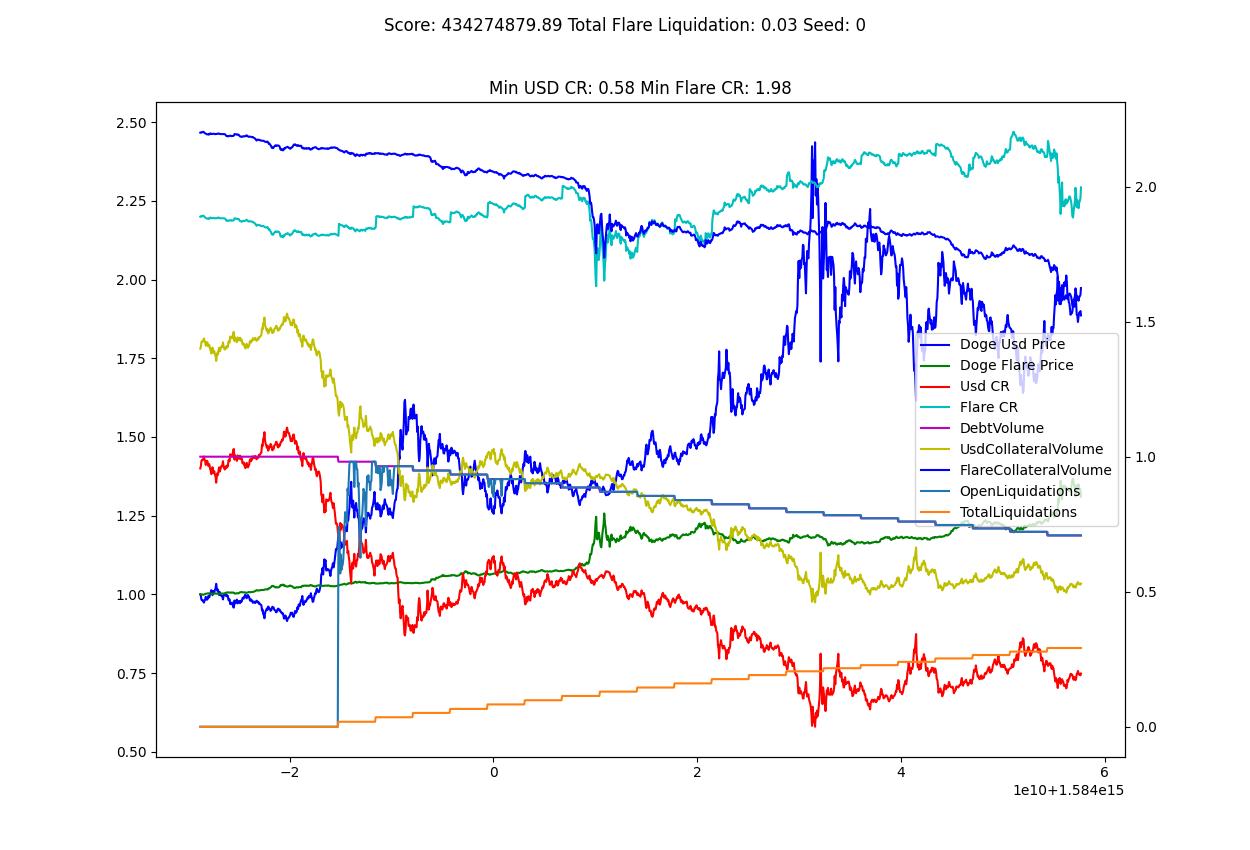 Score: 434274879.89 Total Flare Liquidation: 0.03 Seed: 0
Min USD CR: 0.58 Min Flare CR: 1.98
2.50
2.25
2.00
1.75
1.50
1.25
1.00
0.75
0.50
2.0
1.5
1.0
0.5
0.0
Doge Usd Price
Doge Flare Price
Usd CR
Flare CR
DebtVolume
UsdCollateralVolume
FlareCollateralVolume
OpenLiquidations
TotalLiquidations
−2 0 2 4 6
1e10+1.584e15